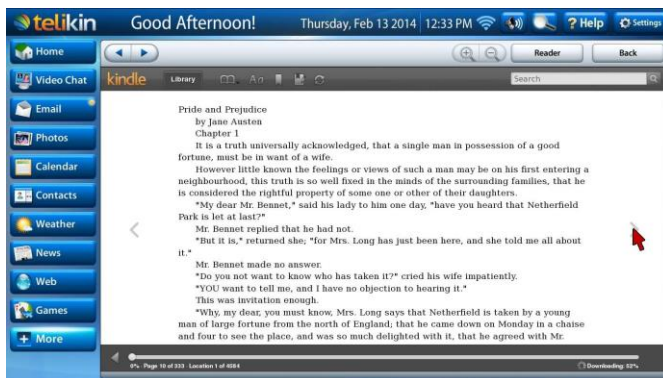 telikin Good Afternoon! Thursday, Feb 13 2014 12:33 PM ? Help Settings
Home
Video Chat
Email
Photos
Calendar
Contacts
Weather
News
Web
Games
+ More
Reader Back
kindle Library Aa Search
Pride and Prejudice
by Jane Austen
Chapter 1
It is a truth universally acknowledged, that a single man in possession of a good
fortune, must be in want of a wife.
However little known the feelings or views of such a man may be on his first entering a
neighbourhood, this truth is so well fixed in the minds of the surrounding families, that he
is considered the rightful property of some one or other of their daughters.
"My dear Mr. Bennet," said his lady to him one day, "have you heard that Netherfield
Park is let at last?"
Mr. Bennet replied that he had not.
"But it is," returned she; "for Mrs. Long has just been here, and she told me all about
it."
Mr. Bennet made no answer.
"Do you not want to know who has taken it?" cried his wife impatiently.
"YOU want to tell me, and I have no objection to hearing it."
This was invitation enough.
"Why, my dear, you must know, Mrs. Long says that Netherfield is taken by a young
man of large fortune from the north of England; that he came down on Monday in a chaise
and four to see the place, and was so much delighted with it, that he agreed with Mr.
0% Page 10 of 333 Location 1 of 4584 Downloading: 52%